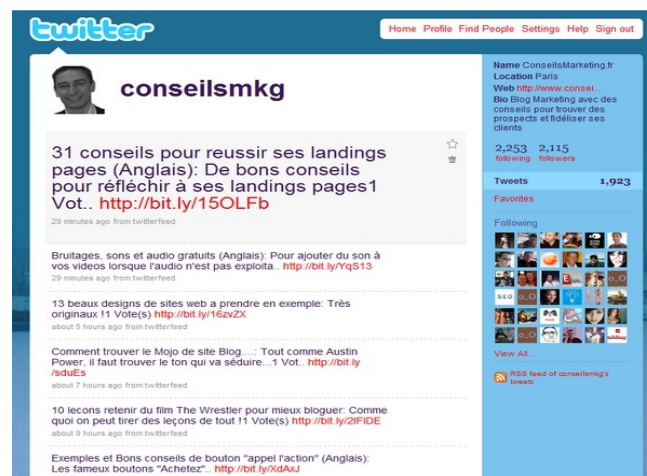 twitter
Home Profile Find People Settings Help Sign out
conseilsmkg
31 conseils pour reussir ses landings
pages (Anglais): De bons conseils
pour réfléchir à ses landings pages1
Vot.. http://bit.ly/15OLFb
29 minutes ago from twitterfeed
Bruitages, sons et audio gratuits (Anglais): Pour ajouter du son à
vos videos lorsque l'audio n'est pas exploita.. http://bit.ly/YqS13
29 minutes ago from twitterfeed
13 beaux designs de sites web a prendre en exemple: Très
originaux !1 Vote(s) http://bit.ly/16zvZX
about 5 hours ago from twitterfeed
Comment trouver le Mojo de site Blog....: Tout comme Austin
Power, il faut trouver le ton qui va séduire...1 Vot.. http://bit.ly
/sduEs
about 7 hours ago from twitterfeed
10 lecons retenir du film The Wrestler pour mieux bloguer: Comme
quoi on peut tirer des leçons de tout !1 Vote(s) http://bit.ly/2IFIDE
about 9 hours ago from twitterfeed
Exemples et Bons conseils de bouton "appel l'action" (Anglais):
Les fameux boutons "Achetez".. http://bit.ly/XdAxJ
Name ConseilsMarketing.fr
Location Paris
Web http://www.consei...
Bio Blog Marketing avec des
conseils pour trouver des
prospects et fidéliser ses
clients
2,253 2,115
following followers
Tweets 1,923
Favorites
Following
SEO
View All...
RSS feed of conseilsmkg's
tweets